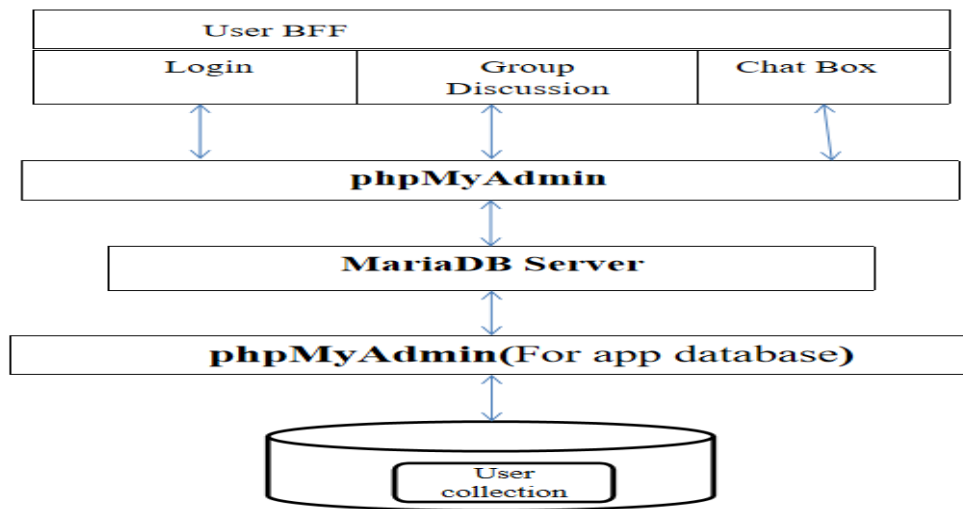 User BFF
Login
Group
Discussion
Chat Box
phpMyAdmin
MariaDB Server
phpMyAdmin(For app database)
User
collection